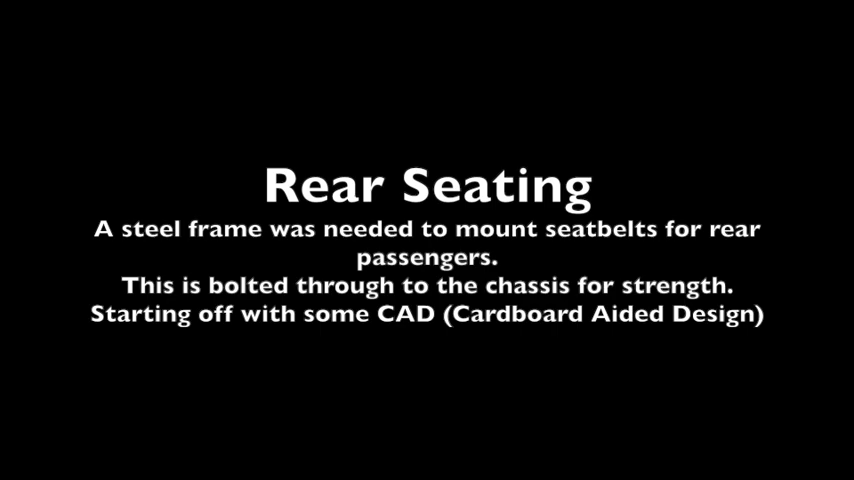 Rear Seating
A steel frame was needed to mount seatbelts for rear
passengers.
This is bolted through to the chassis for strength.
Starting off with some CAD (Cardboard Aided Design)